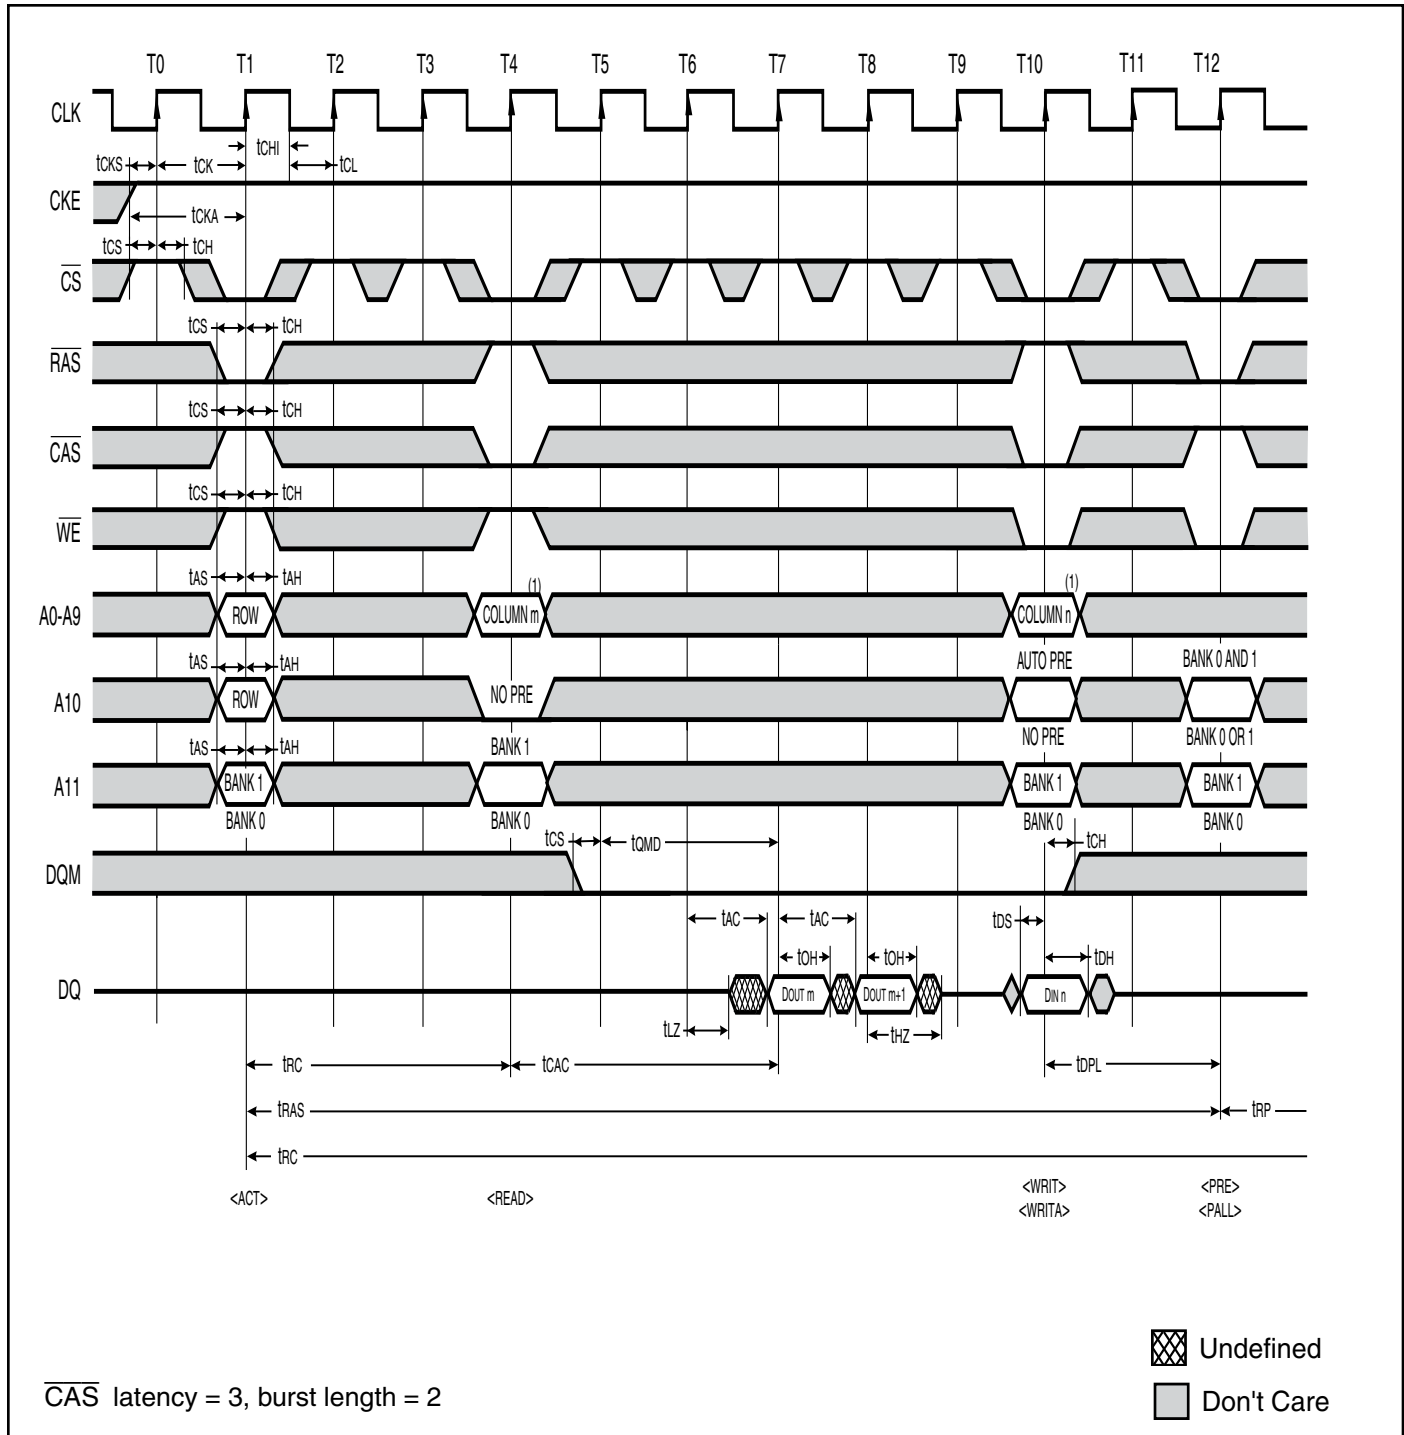 T0 T1 T2 T3 T4 T5 T6 T7 T8 T9 T10 T11 T12
CLK
tCHI
tCKS tCK tCL
CKE
tCKA
tCS tCH
CS
tCS tCH
RAS
tCS tCH
CAS
tCS tCH
WE
tAS tAH (1) (1)
A0-A9 ROW COLUMN m COLUMN n
tAS tAH AUTO PRE BANK 0 AND 1
A10 ROW NO PRE
tAS tAH BANK 1 NO PRE BANK 0 OR 1
A11 BANK 1 BANK 1 BANK 1
BANK 0 BANK 0 BANK 0 BANK 0
tCS tQMD tCH
DQM
tAC tAC tDS
tOH tOH tDH
DQ DOUT m DOUT m+1 DIN n
tLZ tHZ
tRC tCAC tDPL
tRAS tRP
tRC
<ACT> <READ> <WRIT> <PRE>
<WRITA> <PALL>
Undefined
CAS latency = 3, burst length = 2
Don't Care